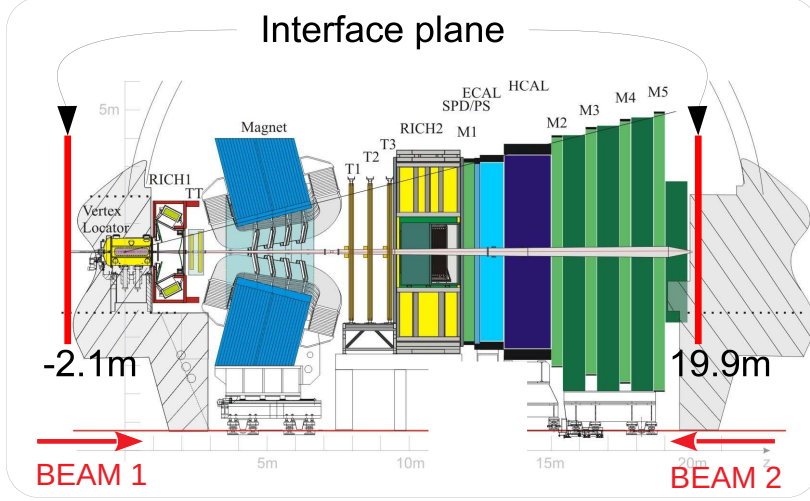 Interface plane
5m
Magnet
RICH1
TT
Vertex
Locator
T1
T2
T3
RICH2
M1
SPD/PS
ECAL
HCAL
M2
M3
M4
M5
-2.1m
19.9m
BEAM 1
BEAM 2
5m
10m
15m
20m
z